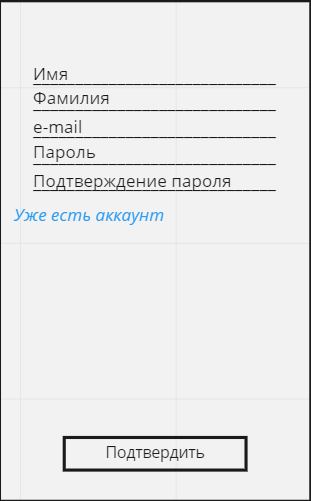 Имя
Фамилия
e-mail
Пароль
Подтверждение пароля
Уже есть аккаунт
Подтвердить